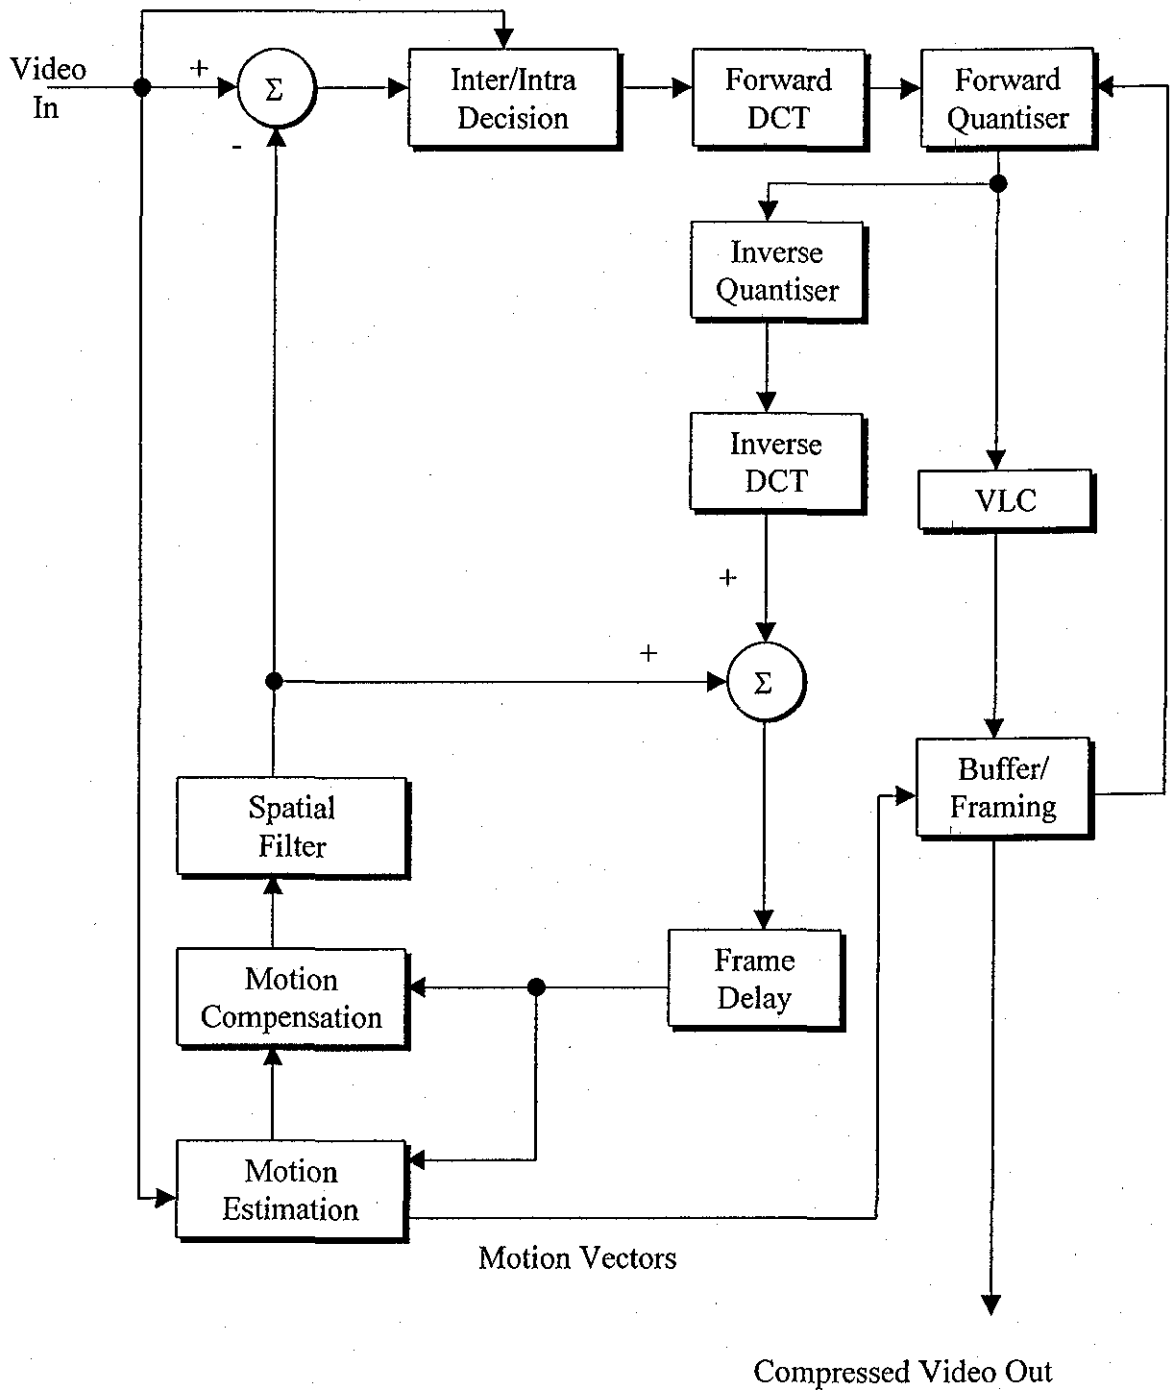 Video
In
+
Σ
-
Inter/Intra
Decision
Forward
DCT
Forward
Quantiser
Inverse
Quantiser
Inverse
DCT
VLC
+
+
Σ
Spatial
Filter
Buffer/
Framing
Motion
Compensation
Frame
Delay
Motion
Estimation
Motion Vectors
Compressed Video Out